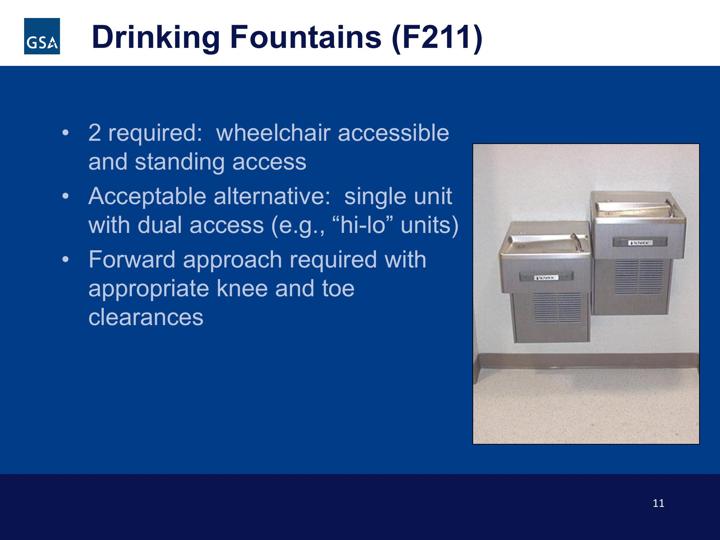 GSA
Drinking Fountains (F211)
• 2 required:  wheelchair accessible
and standing access
• Acceptable alternative:  single unit
with dual access (e.g., “hi-lo” units)
• Forward approach required with
appropriate knee and toe
clearances
11